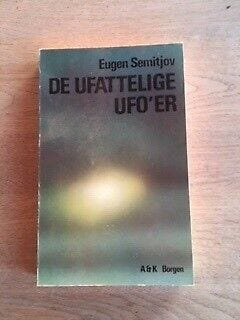 Eugen Semitjov
DE UFATTELIGE
UFO'ER
A&K Borgen